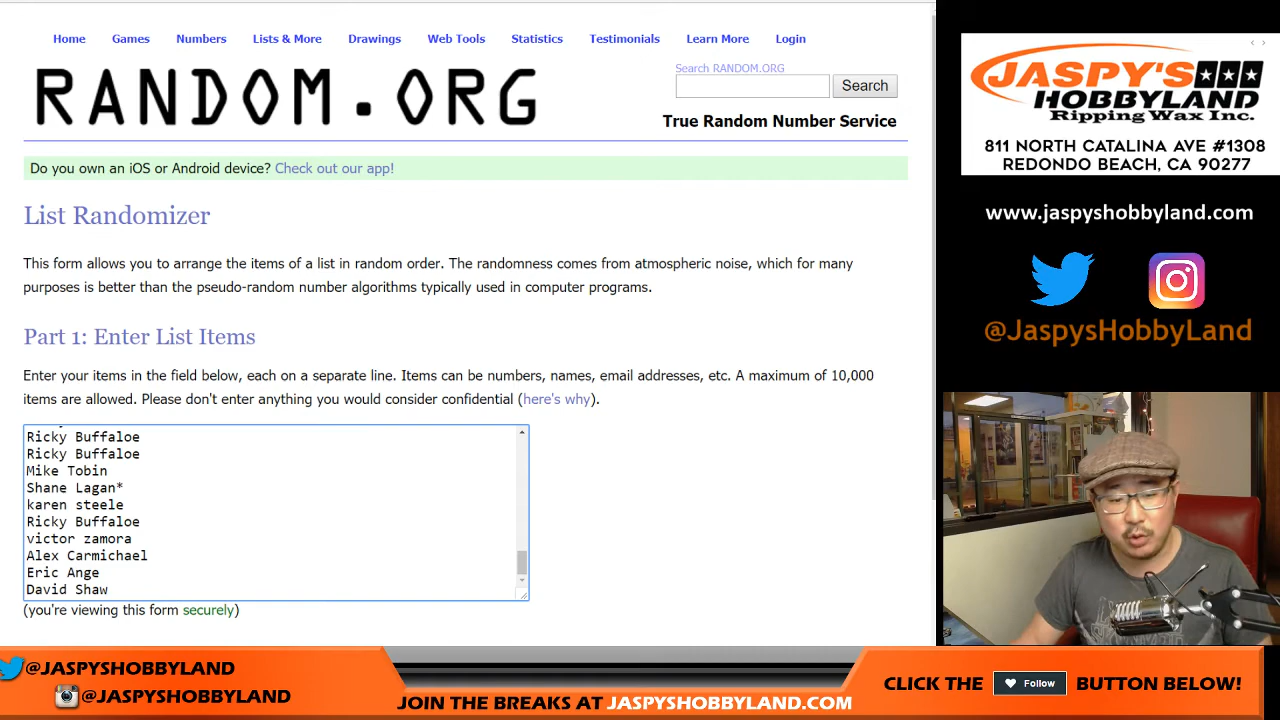 Home Games Numbers Lists & More Drawings Web Tools Statistics Testimonials Learn More Login
RANDOM.ORG
Search RANDOM.ORG
Search
True Random Number Service
Do you own an iOS or Android device? Check out our app!
List Randomizer
This form allows you to arrange the items of a list in random order. The randomness comes from atmospheric noise, which for many
purposes is better than the pseudo-random number algorithms typically used in computer programs.
Part 1: Enter List Items
Enter your items in the field below, each on a separate line. Items can be numbers, names, email addresses, etc. A maximum of 10,000
items are allowed. Please don't enter anything you would consider confidential (here's why).
Ricky Buffaloe
Ricky Buffaloe
Mike Tobin
Shane Lagan*
karen steele
Ricky Buffaloe
victor zamora
Alex Carmichael
Eric Ange
David Shaw
(you're viewing this form securely)
JASPY'S
HOBBYLAND
Ripping Wax Inc.
811 NORTH CATALINA AVE #1308
REDONDO BEACH, CA 90277
www.jaspyshobbyland.com
@JaspysHobbyLand
@JASPYSHOBBYLAND
@JASPYSHOBBYLAND
JOIN THE BREAKS AT JASPYSHOBBYLAND.COM
CLICK THE Follow BUTTON BELOW!